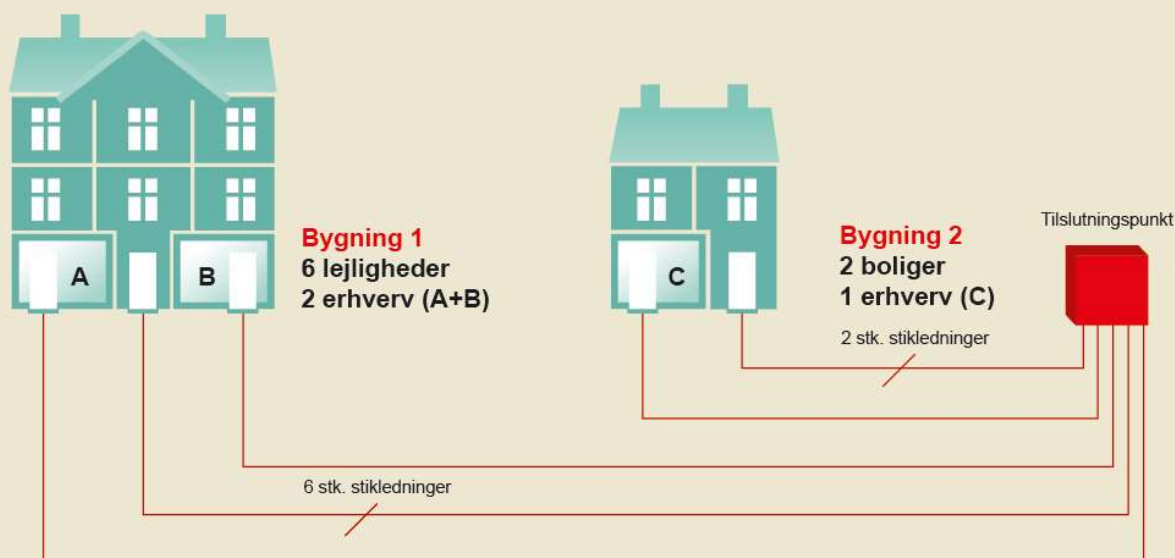 A
B
Bygning 1
6 lejligheder
2 erhverv (A+B)
6 stk. stikledninger
C
Bygning 2
2 boliger
1 erhverv (C)
2 stk. stikledninger
Tilslutningspunkt